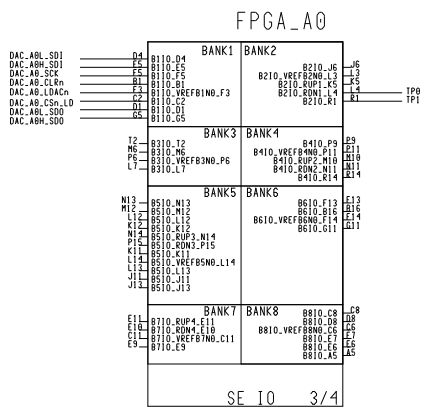 FPGA_A0
BANK1 BANK2
DAC_A0L_SDI D4 B1IO_D4
DAC_A0H_SDI E5 B1IO_E5
DAC_A0_SCK F5 B1IO_F5
DAC_A0_CLRn B1 B1IO_B1
DAC_A0_LDACn F3 B1IO_VREFB1N0_F3
DAC_A0_CSn_LD C2 B1IO_C2
DAC_A0L_SDO D1 B1IO_D1
DAC_A0H_SDO G5 B1IO_G5
B2IO_J6 J6
B2IO_VREFB2N0_L3 L3
B2IO_RUP1_K5 K5
B2IO_RDN1_L4 L4 TP0
B2IO_R1 R1 TP1
BANK3 BANK4
T2 B3IO_T2
M6 B3IO_M6
P6 B3IO_VREFB3N0_P6
L7 B3IO_L7
B4IO_P9 P9
B4IO_VREFB4N0_P11 P11
B4IO_RUP2_M10 M10
B4IO_RDN2_N11 N11
B4IO_R14 R14
BANK5 BANK6
N13 B5IO_N13
M12 B5IO_M12
L12 B5IO_L12
K12 B5IO_K12
N14 B5IO_RUP3_N14
P15 B5IO_RDN3_P15
K11 B5IO_K11
L14 B5IO_VREFB5N0_L14
L13 B5IO_L13
J11 B5IO_J11
J13 B5IO_J13
B6IO_F13 F13
B6IO_B16 B16
B6IO_VREFB6N0_F14 F14
B6IO_G11 G11
BANK7 BANK8
E11 B7IO_RUP4_E11
E10 B7IO_RDN4_E10
C11 B7IO_VREFB7N0_C11
E9 B7IO_E9
B8IO_C8 C8
B8IO_D8 D8
B8IO_VREFB8N0_C6 C6
B8IO_E7 E7
B8IO_E6 E6
B8IO_A5 A5
SE IO 3/4